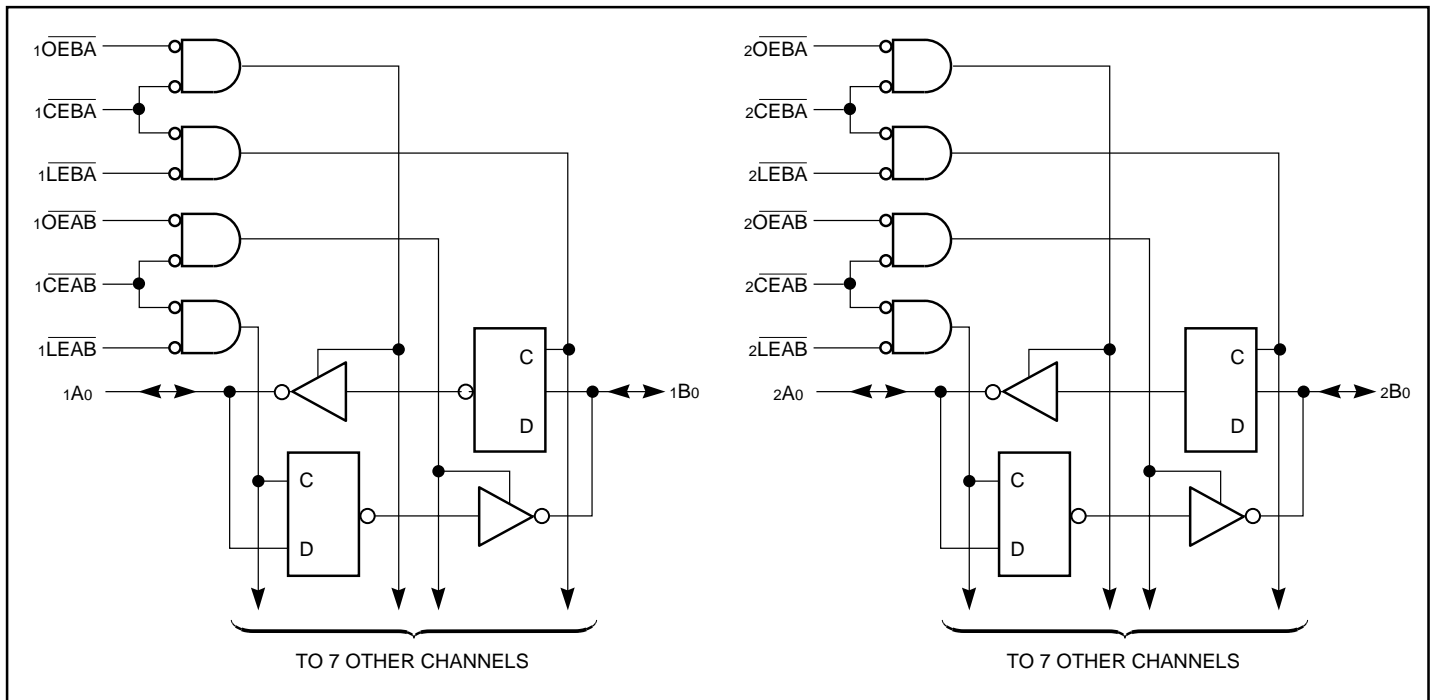 1OEBA
1CEBA
1LEBA
1OEAB
1CEAB
1LEAB
1A0
C
D
1B0
C
D
TO 7 OTHER CHANNELS
2OEBA
2CEBA
2LEBA
2OEAB
2CEAB
2LEAB
2A0
C
D
2B0
C
D
TO 7 OTHER CHANNELS